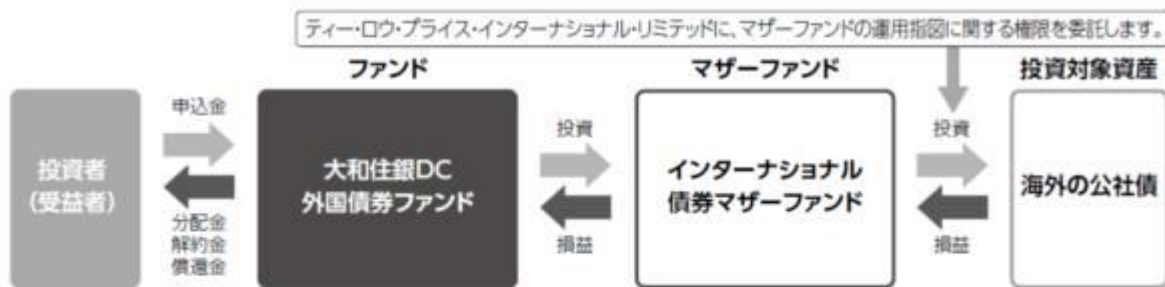 ティー・ロウ・プライス・インターナショナル・リミテッドに、マザーファンドの運用指図に関する権限を委託します。
ファンド
マザーファンド
投資対象資産
投資者
(受益者)
申込金
分配金
解約金
償還金
大和住銀DC
外国債券ファンド
投資
損益
インターナショナル
債券マザーファンド
投資
損益
海外の公社債